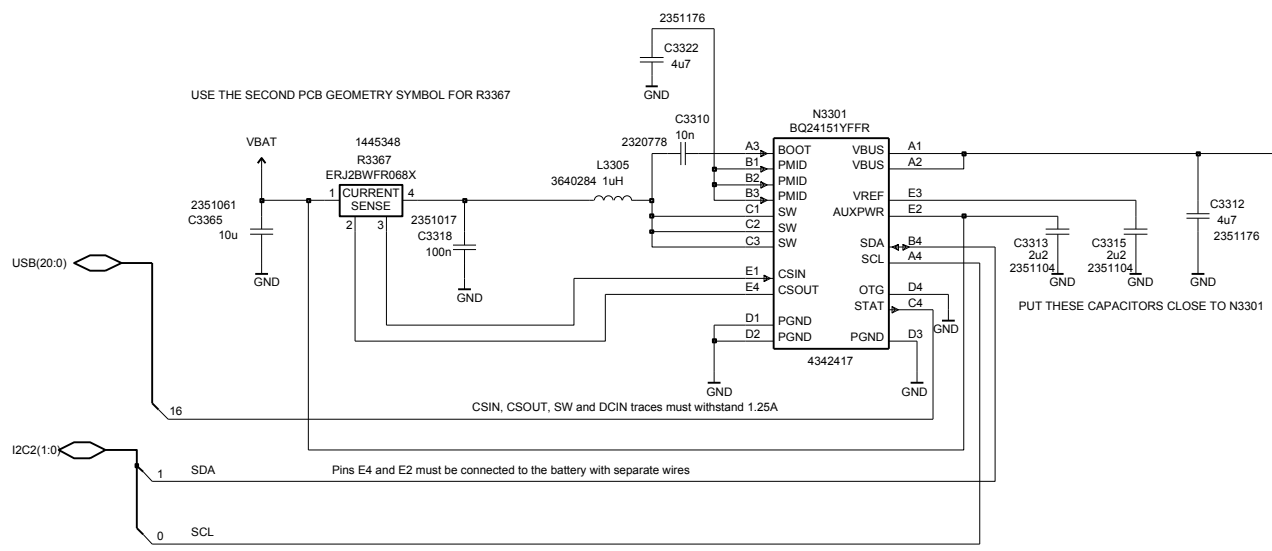 2351176
C3322
4u7
GND
USE THE SECOND PCB GEOMETRY SYMBOL FOR R3367
N3301
BQ24151YFFR
C3310
10n
2320778
VBAT
1445348
R3367
ERJ2BWFR068X
1 CURRENT SENSE 4
2 3
L3305
3640284 1uH
2351061
C3365
10u
GND
2351017
C3318
100n
GND
A3 BOOT
B1 PMID
B2 PMID
B3 PMID
C1 SW
C2 SW
C3 SW
E1 CSIN
E4 CSOUT
D1 PGND
D2 PGND
GND
VBUS A1
VBUS A2
VREF E3
AUXPWR E2
SDA B4
SCL A4
OTG D4
STAT C4
GND
PGND D3
GND
4342417
C3313
2u2
2351104
GND
C3315
2u2
2351104
GND
C3312
4u7
2351176
GND
PUT THESE CAPACITORS CLOSE TO N3301
USB(20:0)
16
CSIN, CSOUT, SW and DCIN traces must withstand 1.25A
I2C2(1:0)
1 SDA
Pins E4 and E2 must be connected to the battery with separate wires
0 SCL